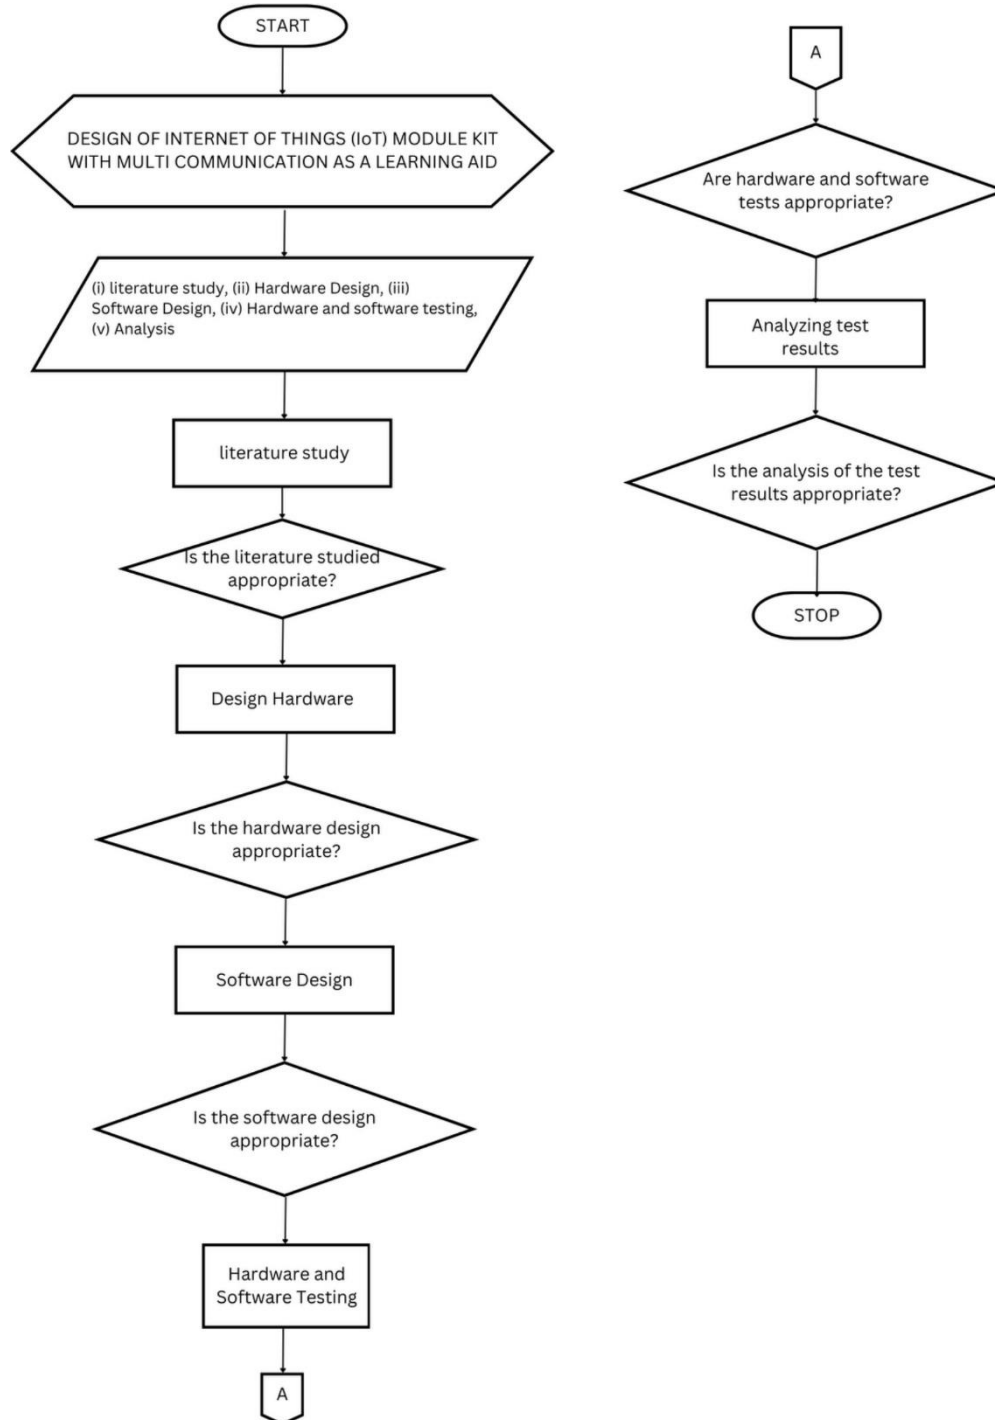 START
DESIGN OF INTERNET OF THINGS (IoT) MODULE KIT
WITH MULTI COMMUNICATION AS A LEARNING AID
(i) literature study, (ii) Hardware Design, (iii)
Software Design, (iv) Hardware and software testing,
(v) Analysis
literature study
Is the literature studied
appropriate?
Design Hardware
Is the hardware design
appropriate?
Software Design
Is the software design
appropriate?
Hardware and
Software Testing
A
A
Are hardware and software
tests appropriate?
Analyzing test
results
Is the analysis of the test
results appropriate?
STOP